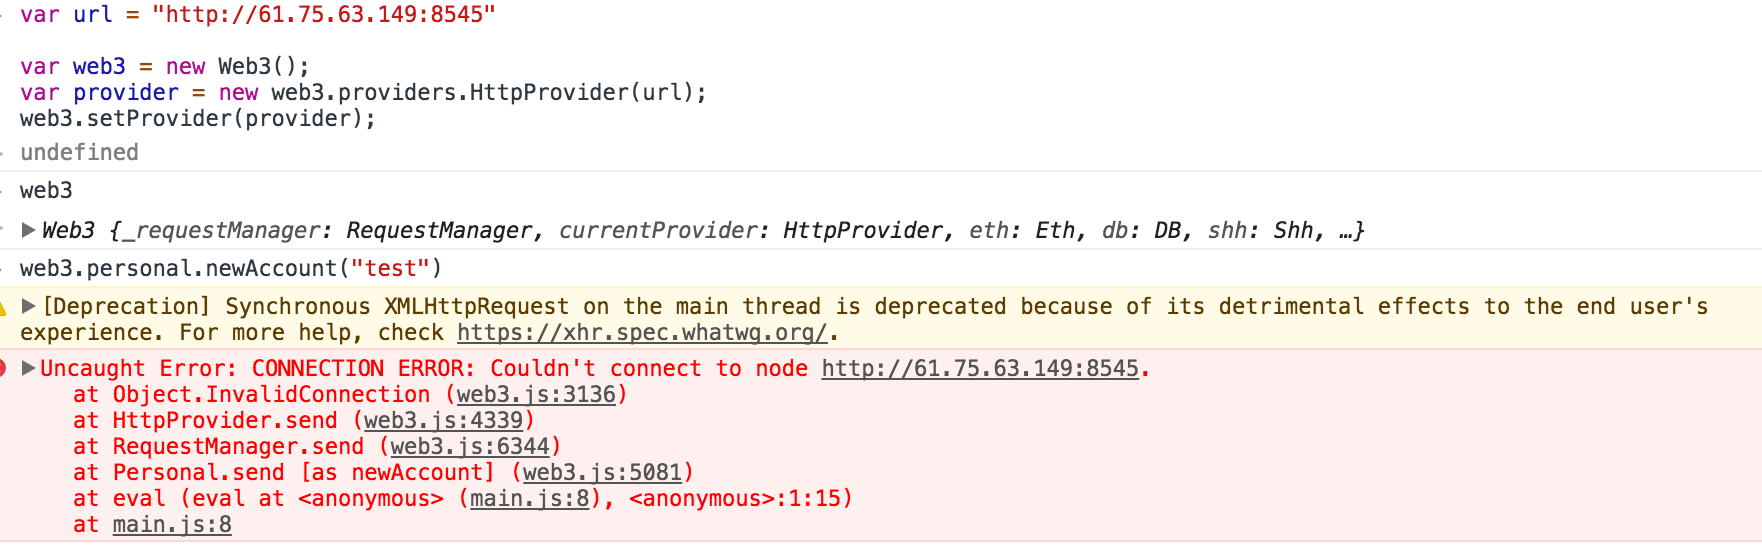 var url = "http://61.75.63.149:8545"
var web3 = new Web3();
var provider = new web3.providers.HttpProvider(url);
web3.setProvider(provider);
undefined
web3
▶Web3 {_requestManager: RequestManager, currentProvider: HttpProvider, eth: Eth, db: DB, shh: Shh, …}
web3.personal.newAccount("test")
▶[Deprecation] Synchronous XMLHttpRequest on the main thread is deprecated because of its detrimental effects to the end user's
experience. For more help, check https://xhr.spec.whatwg.org/.
▶Uncaught Error: CONNECTION ERROR: Couldn't connect to node http://61.75.63.149:8545.
at Object.InvalidConnection (web3.js:3136)
at HttpProvider.send (web3.js:4339)
at RequestManager.send (web3.js:6344)
at Personal.send [as newAccount] (web3.js:5081)
at eval (eval at <anonymous> (main.js:8), <anonymous>:1:15)
at main.js:8